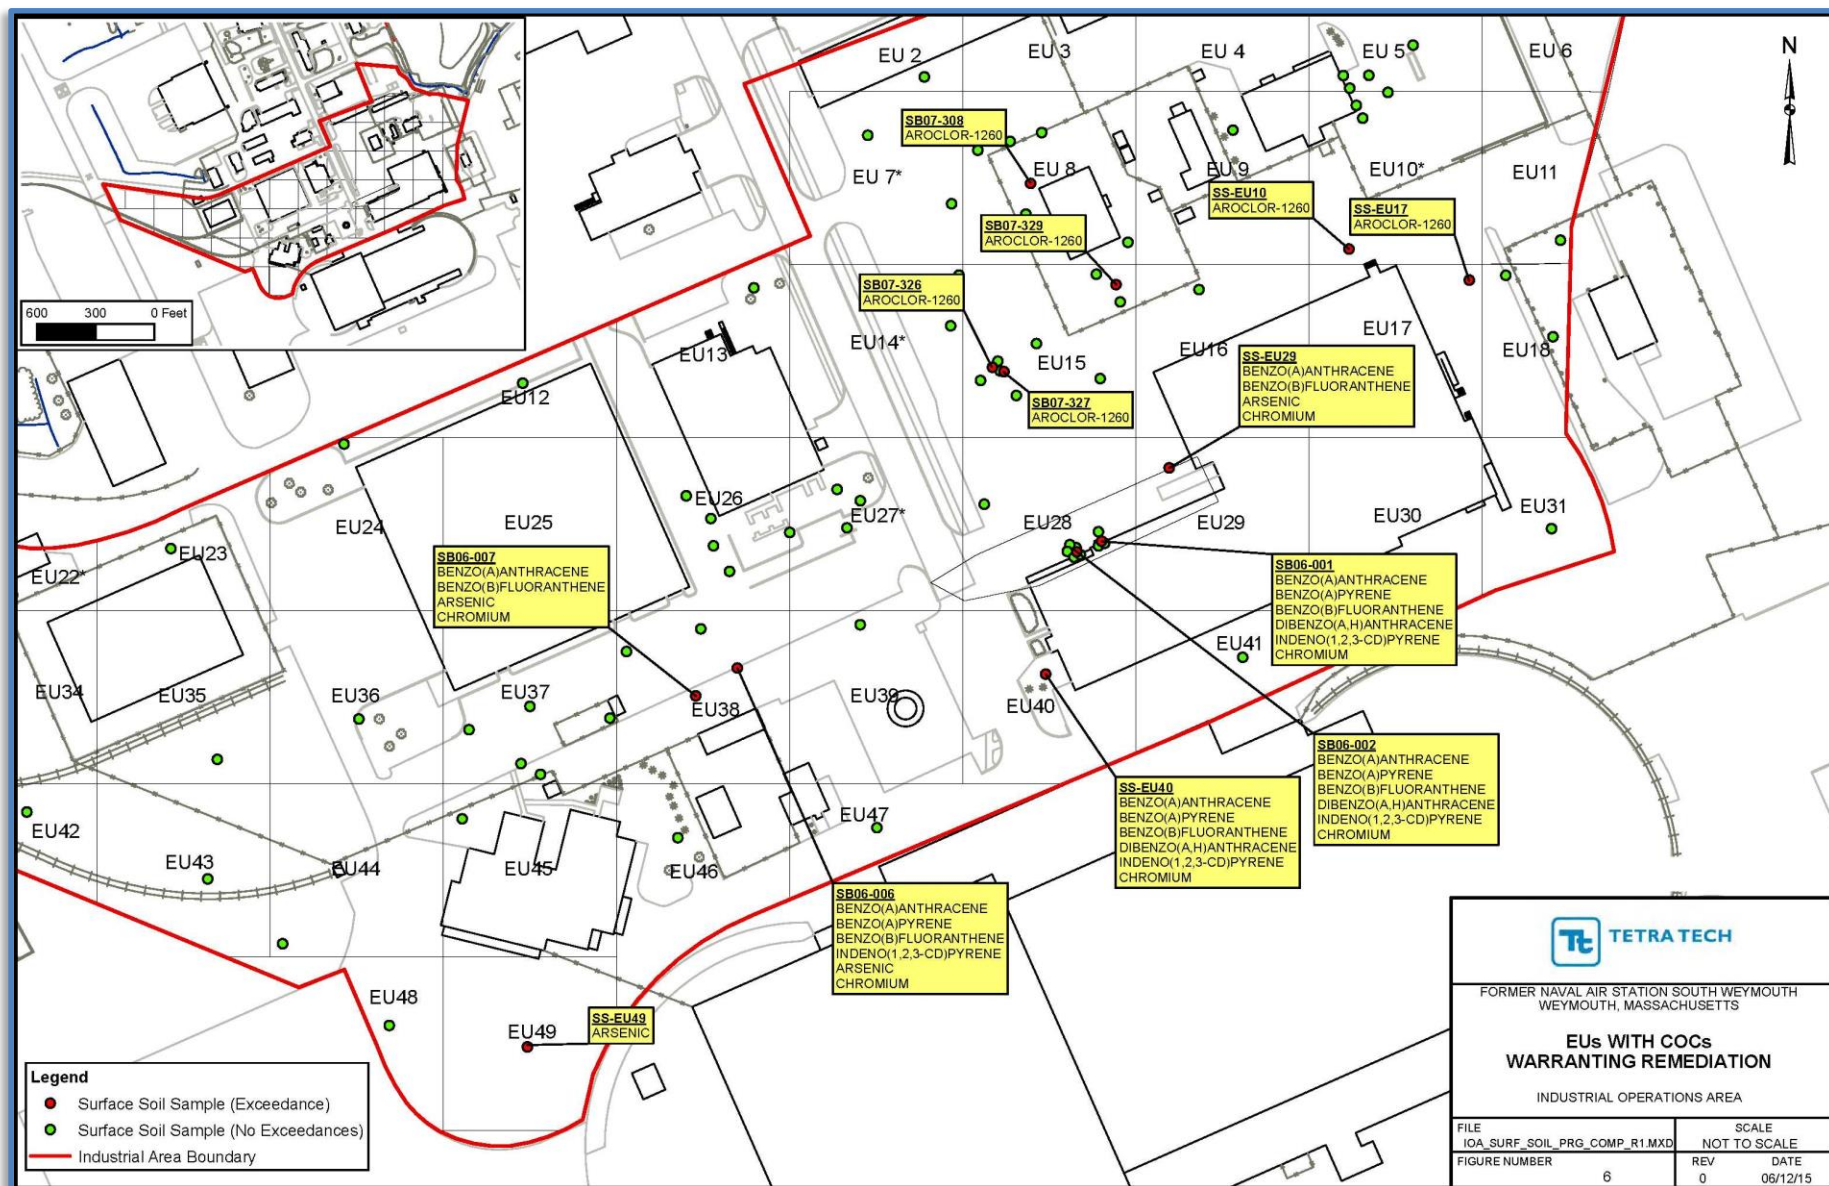 EU 2
EU 3
EU 4
EU 5
EU 6
N
SB07-308
AROCLOR-1260
EU 7*
EU 8
EU 9
EU10*
EU11
SS-EU10
AROCLOR-1260
SS-EU17
AROCLOR-1260
SB07-329
AROCLOR-1260
SB07-326
AROCLOR-1260
600 300 0 Feet
EU12
EU13
EU14*
EU15
EU16
EU17
EU18
SS-EU29
BENZO(A)ANTHRACENE
BENZO(B)FLUORANTHENE
ARSENIC
CHROMIUM
SB07-327
AROCLOR-1260
EU22*
EU23
EU24
EU25
EU26
EU27*
EU28
EU29
EU30
EU31
SB06-007
BENZO(A)ANTHRACENE
BENZO(B)FLUORANTHENE
ARSENIC
CHROMIUM
SB06-001
BENZO(A)ANTHRACENE
BENZO(A)PYRENE
BENZO(B)FLUORANTHENE
DIBENZO(A,H)ANTHRACENE
INDENO(1,2,3-CD)PYRENE
CHROMIUM
EU34
EU35
EU36
EU37
EU38
EU39
EU40
EU41
SB06-002
BENZO(A)ANTHRACENE
BENZO(A)PYRENE
BENZO(B)FLUORANTHENE
DIBENZO(A,H)ANTHRACENE
INDENO(1,2,3-CD)PYRENE
CHROMIUM
SS-EU40
BENZO(A)ANTHRACENE
BENZO(A)PYRENE
BENZO(B)FLUORANTHENE
DIBENZO(A,H)ANTHRACENE
INDENO(1,2,3-CD)PYRENE
CHROMIUM
EU42
EU43
EU44
EU45
EU46
EU47
SB06-006
BENZO(A)ANTHRACENE
BENZO(A)PYRENE
BENZO(B)FLUORANTHENE
INDENO(1,2,3-CD)PYRENE
ARSENIC
CHROMIUM
EU48
EU49
SS-EU49
ARSENIC
Legend
Surface Soil Sample (Exceedance)
Surface Soil Sample (No Exceedances)
Industrial Area Boundary
Tt TETRA TECH
FORMER NAVAL AIR STATION SOUTH WEYMOUTH
WEYMOUTH, MASSACHUSETTS
EUs WITH COCs
WARRANTING REMEDIATION
INDUSTRIAL OPERATIONS AREA
FILE
IOA_SURF_SOIL_PRG_COMP_R1.MXD
SCALE
NOT TO SCALE
FIGURE NUMBER
6
REV
0
DATE
06/12/15